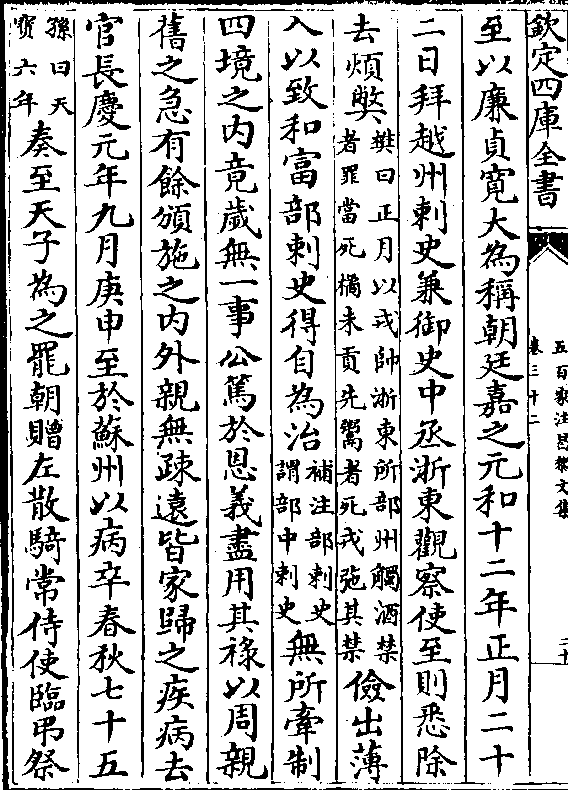 欽定四庫全書
五百家注昌黎文集
卷三十二
至以廉貞寬大為稱朝廷嘉之元和十二年正月二十
二日拜越州刺史兼御史中丞浙東觀察使至則悉除
去煩弊樊曰正月以戎帥浙東所部州觸酒禁
者罪當死橘未貢先鬻者死戎弛其禁儉出薄
入以致和富部刺史得自為治補注部刺史
謂部中刺史無所牽制
四境之内竟歲無一事公篤於恩義盡用其祿以周親
舊之急有餘頒施之内外親無疎遠皆家歸之疾病去
官長慶元年九月庚申至於蘇州以病卒春秋七十五
孫曰天
寶六年奏至天子為之罷朝贈左散騎常侍使臨弔祭